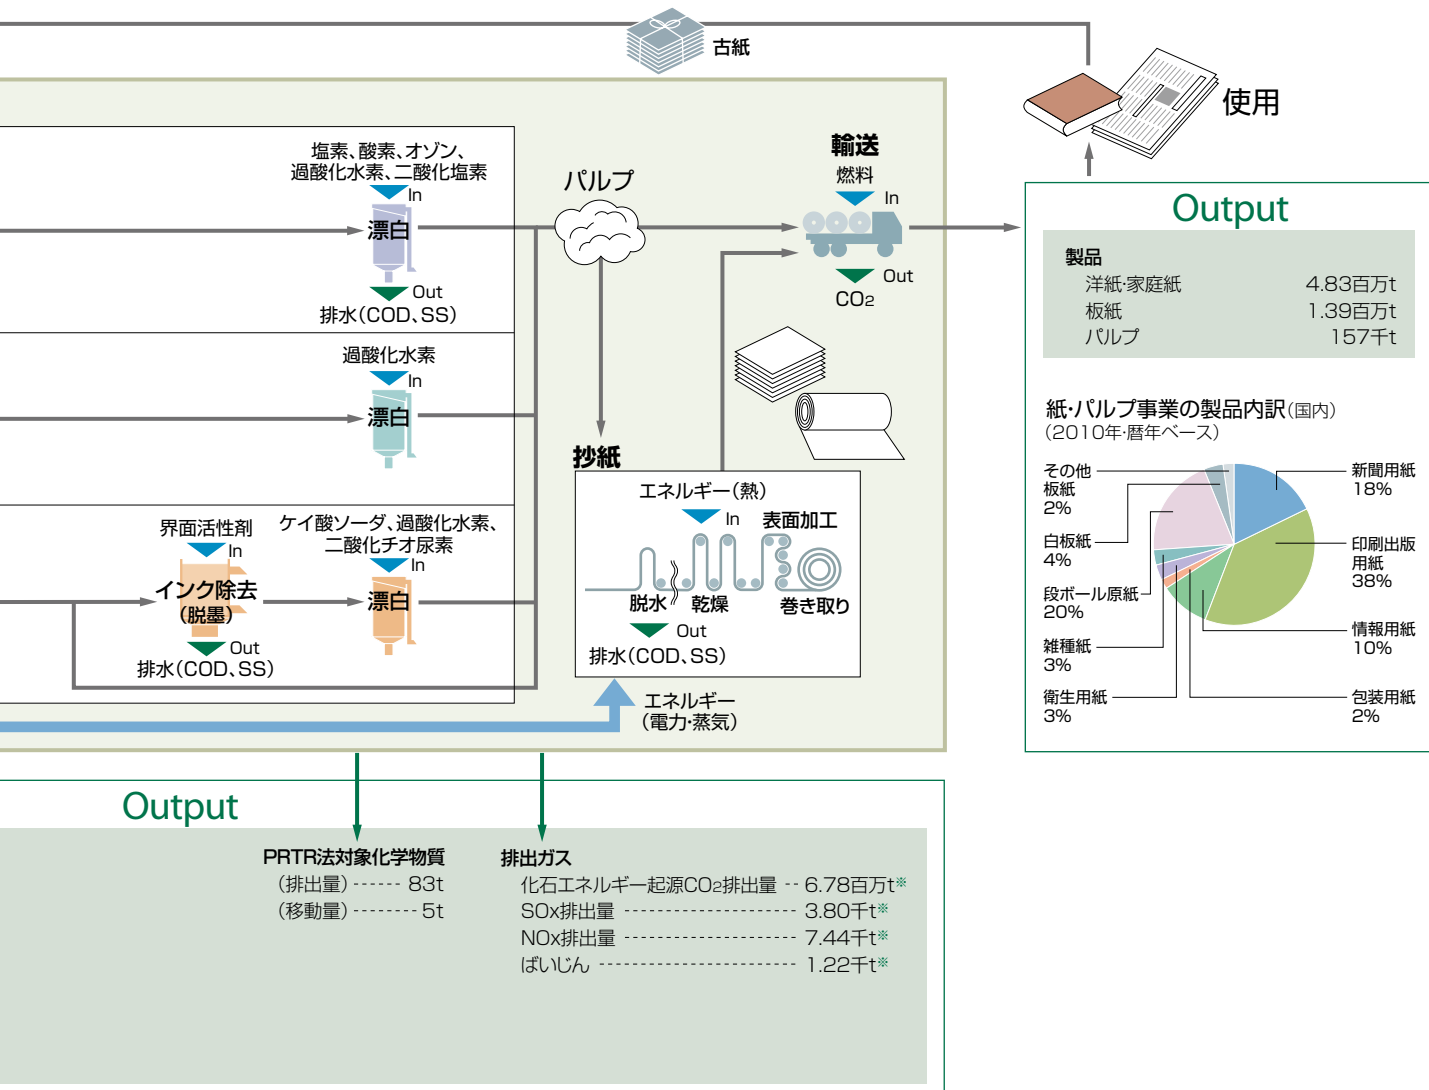 古紙
使用
塩素、酸素、オゾン、
過酸化水素、二酸化塩素
In
漂白
Out
排水(COD、SS)
パルプ
輸送
燃料
In
Out
CO2
過酸化水素
In
漂白
抄紙
エネルギー(熱)
In
表面加工
脱水
乾燥
巻き取り
Out
排水(COD、SS)
界面活性剤
In
インク除去
(脱墨)
Out
排水(COD、SS)
ケイ酸ソーダ、過酸化水素、
二酸化チオ尿素
In
漂白
エネルギー
(電力・蒸気)
Output
製品
洋紙・家庭紙 4.83百万t
板紙 1.39百万t
パルプ 157千t
紙・パルプ事業の製品内訳(国内)
(2010年・暦年ベース)
その他
板紙
2%
白板紙
4%
段ボール原紙
20%
雑種紙
3%
衛生用紙
3%
新聞用紙
18%
印刷出版
用紙
38%
情報用紙
10%
包装用紙
2%
Output
PRTR法対象化学物質
(排出量) ------ 83t
(移動量) -------- 5t
排出ガス
化石エネルギー起源CO2排出量 -- 6.78百万t※
SOx排出量 -------------------- 3.80千t※
NOx排出量 -------------------- 7.44千t※
ばいじん ----------------------- 1.22千t※